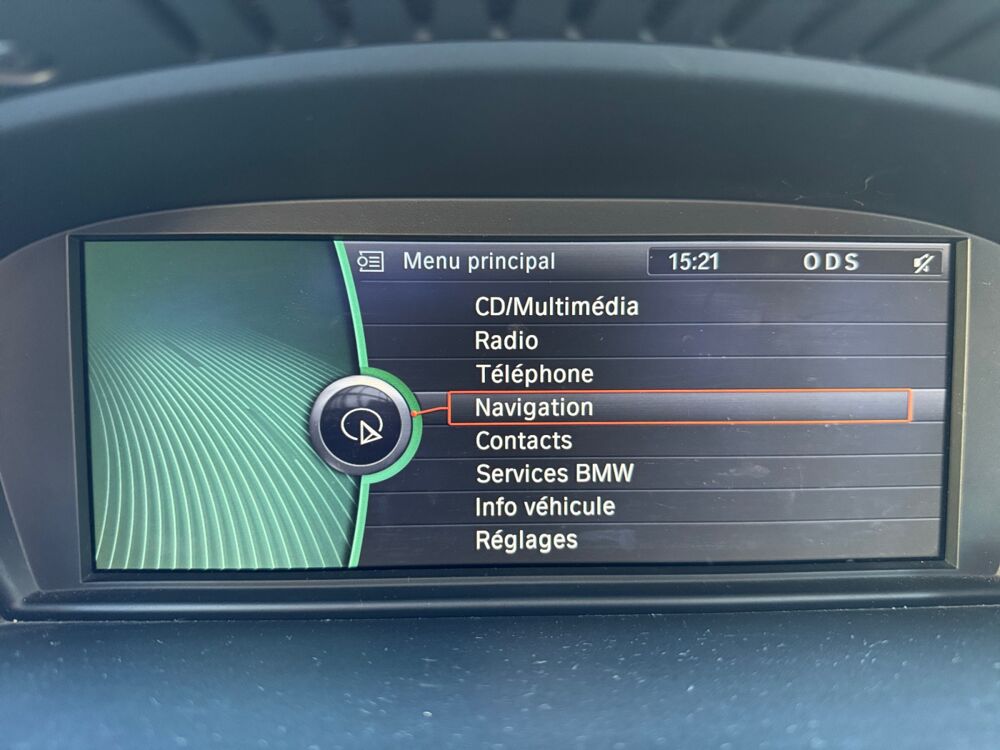 Menu principal 15:21 ODS
CD/Multimédia
Radio
Téléphone
Navigation
Contacts
Services BMW
Info véhicule
Réglages